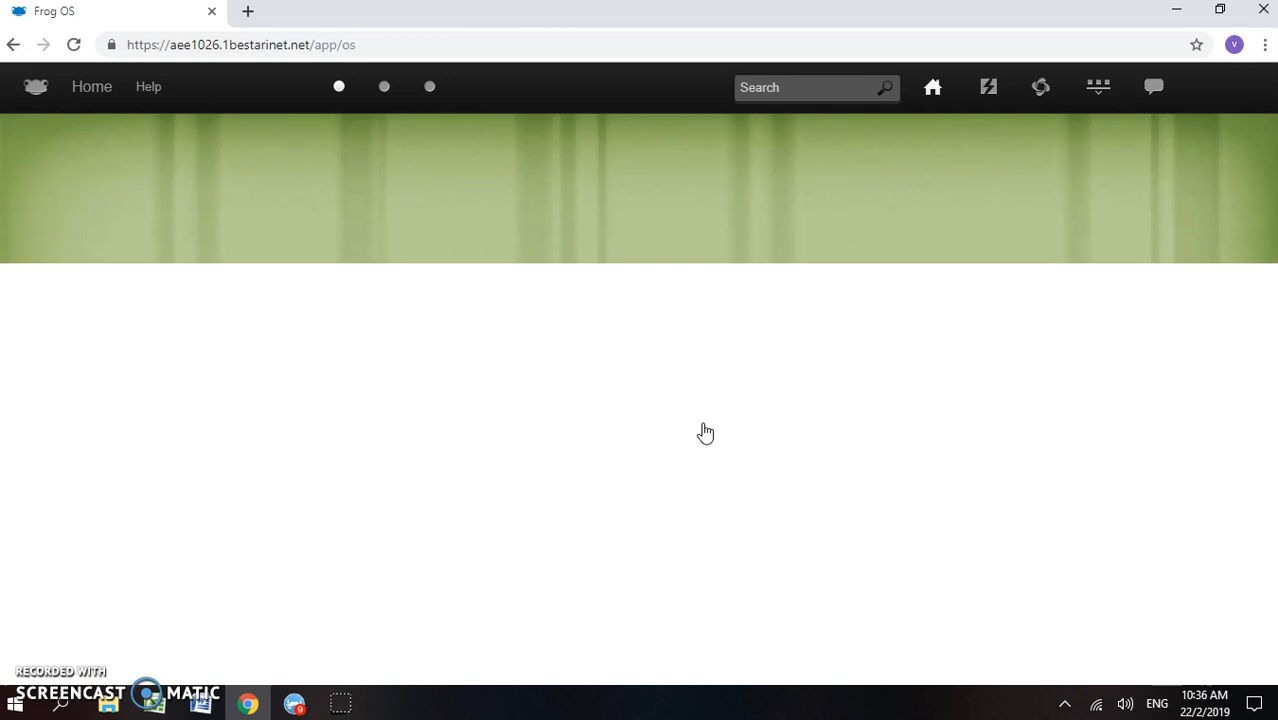 Frog OS
https://aee1026.1bestarinet.net/app/os
V
Home Help Search
RECORDED WITH
SCREENCAST MATIC
9
ENG
10:36 AM
22/2/2019